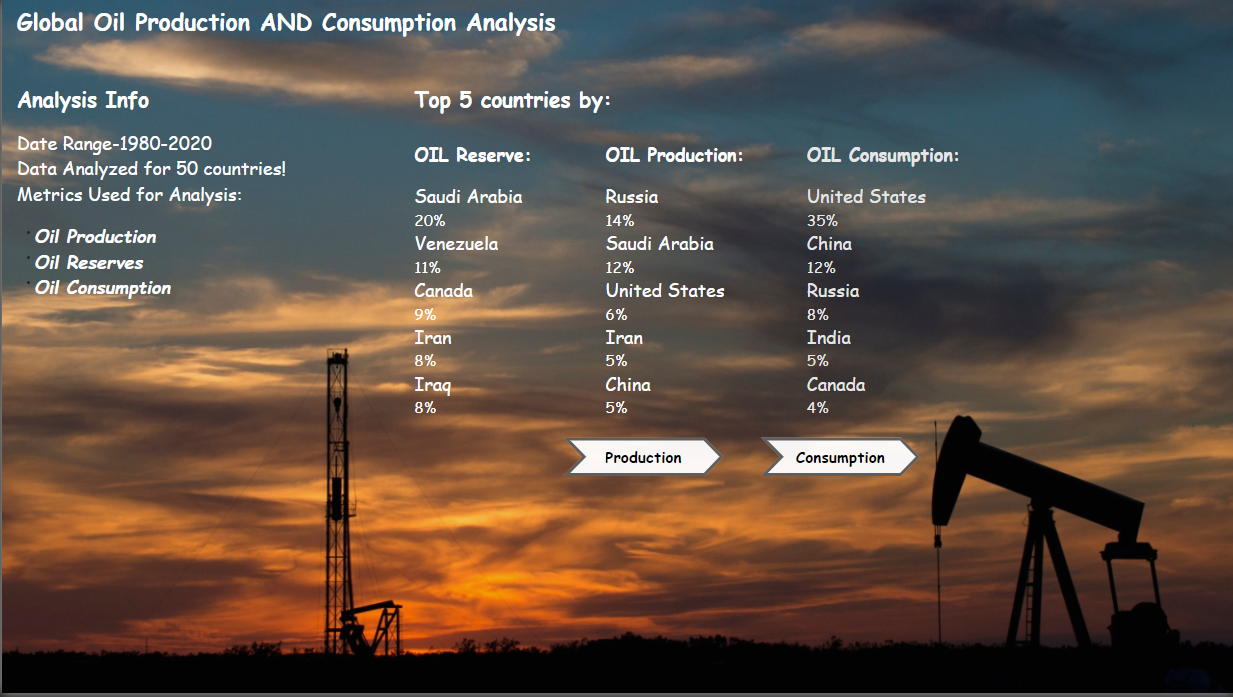 Global Oil Production AND Consumption Analysis
Analysis Info
Date Range-1980-2020
Data Analyzed for 50 countries!
Metrics Used for Analysis:
Oil Production
Oil Reserves
Oil Consumption
Top 5 countries by:
OIL Reserve:
Saudi Arabia
20%
Venezuela
11%
Canada
9%
Iran
8%
Iraq
8%
OIL Production:
Russia
14%
Saudi Arabia
12%
United States
6%
Iran
5%
China
5%
OIL Consumption:
United States
35%
China
12%
Russia
8%
India
5%
Canada
4%
Production
Consumption